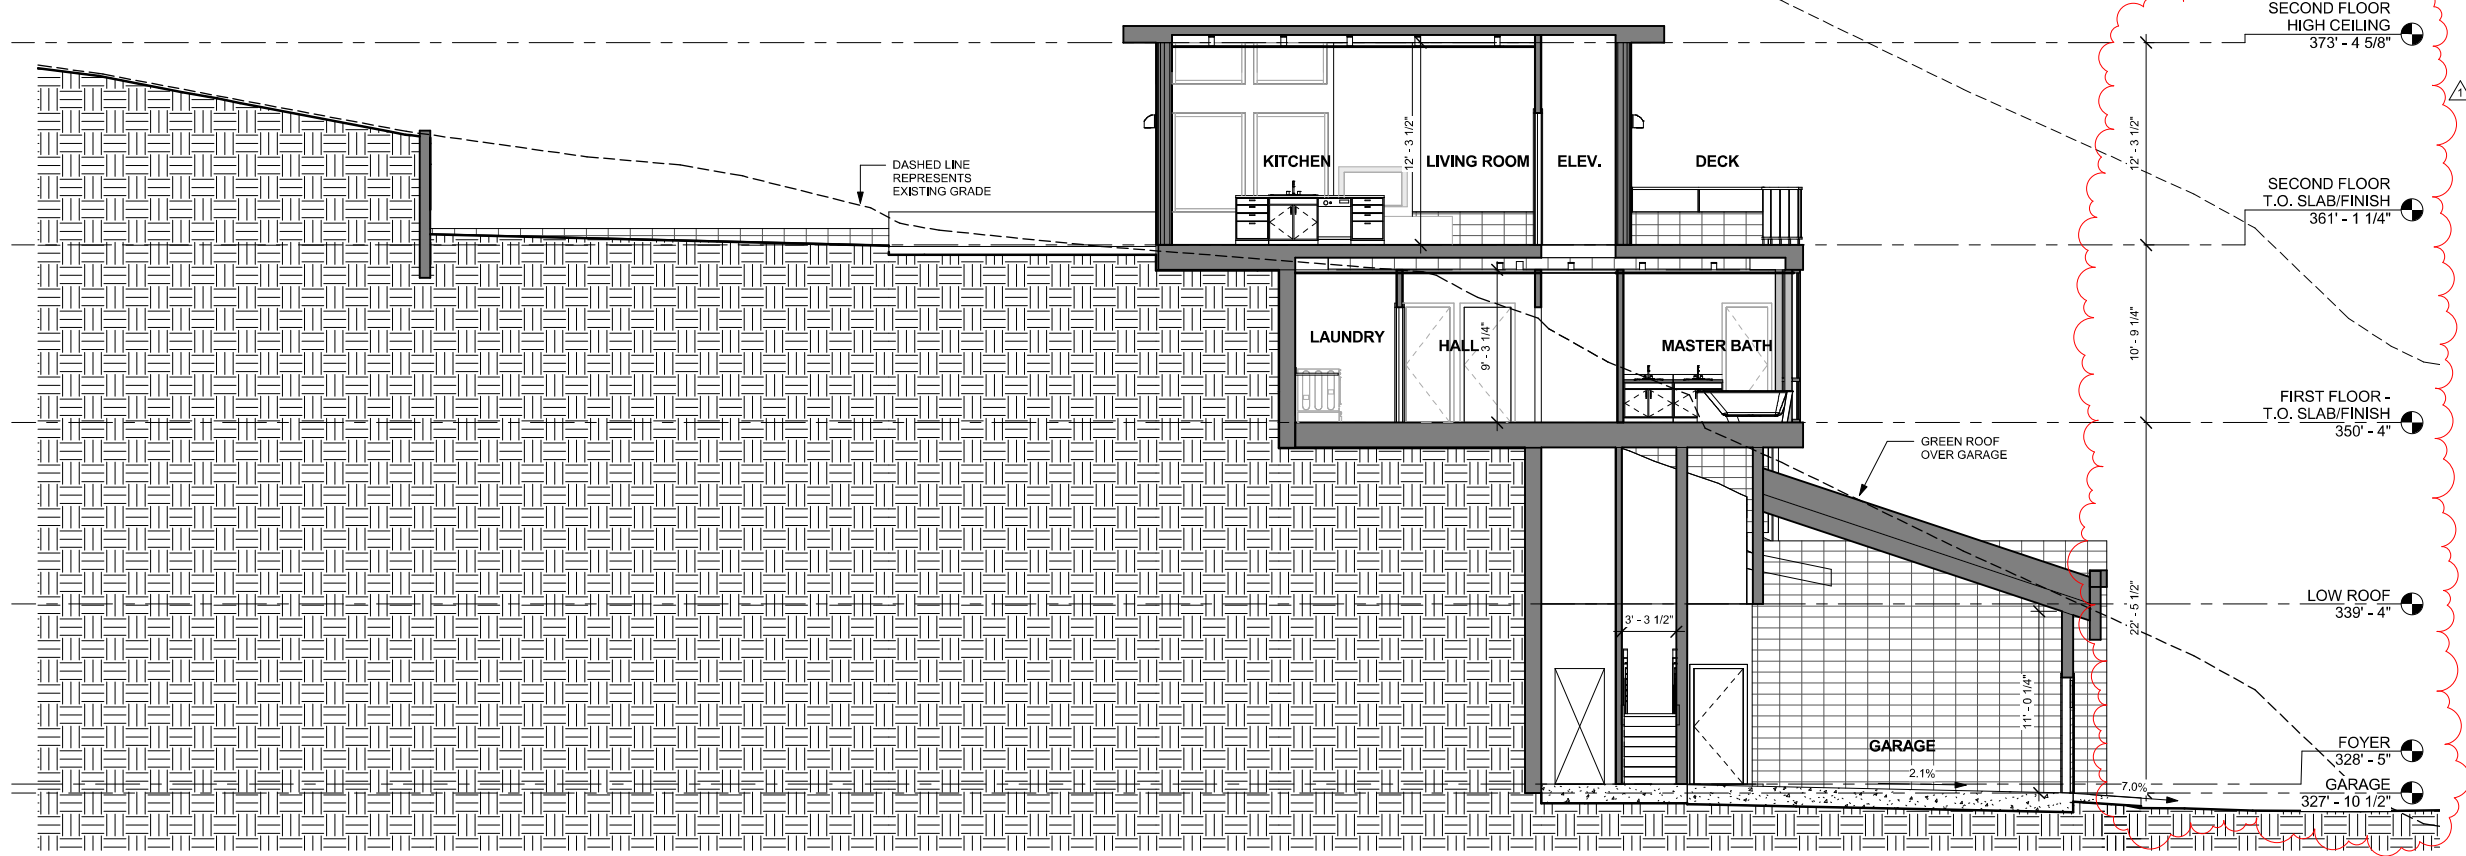 SECOND FLOOR
HIGH CEILING
373' - 4 5/8"
1
12' - 3 1/2"
12' - 3 1/2"
DASHED LINE
REPRESENTS
EXISTING GRADE
KITCHEN
LIVING ROOM
ELEV.
DECK
SECOND FLOOR
T.O. SLAB/FINISH
361' - 1 1/4"
LAUNDRY
HALL
9' - 3 1/4"
MASTER BATH
10' - 9 1/4"
FIRST FLOOR -
T.O. SLAB/FINISH
350' - 4"
GREEN ROOF
OVER GARAGE
LOW ROOF
339' - 4"
22' - 5 1/2"
3' - 3 1/2"
11' - 0 1/4"
GARAGE
2.1%
7.0%
FOYER
328' - 5"
GARAGE
327' - 10 1/2"